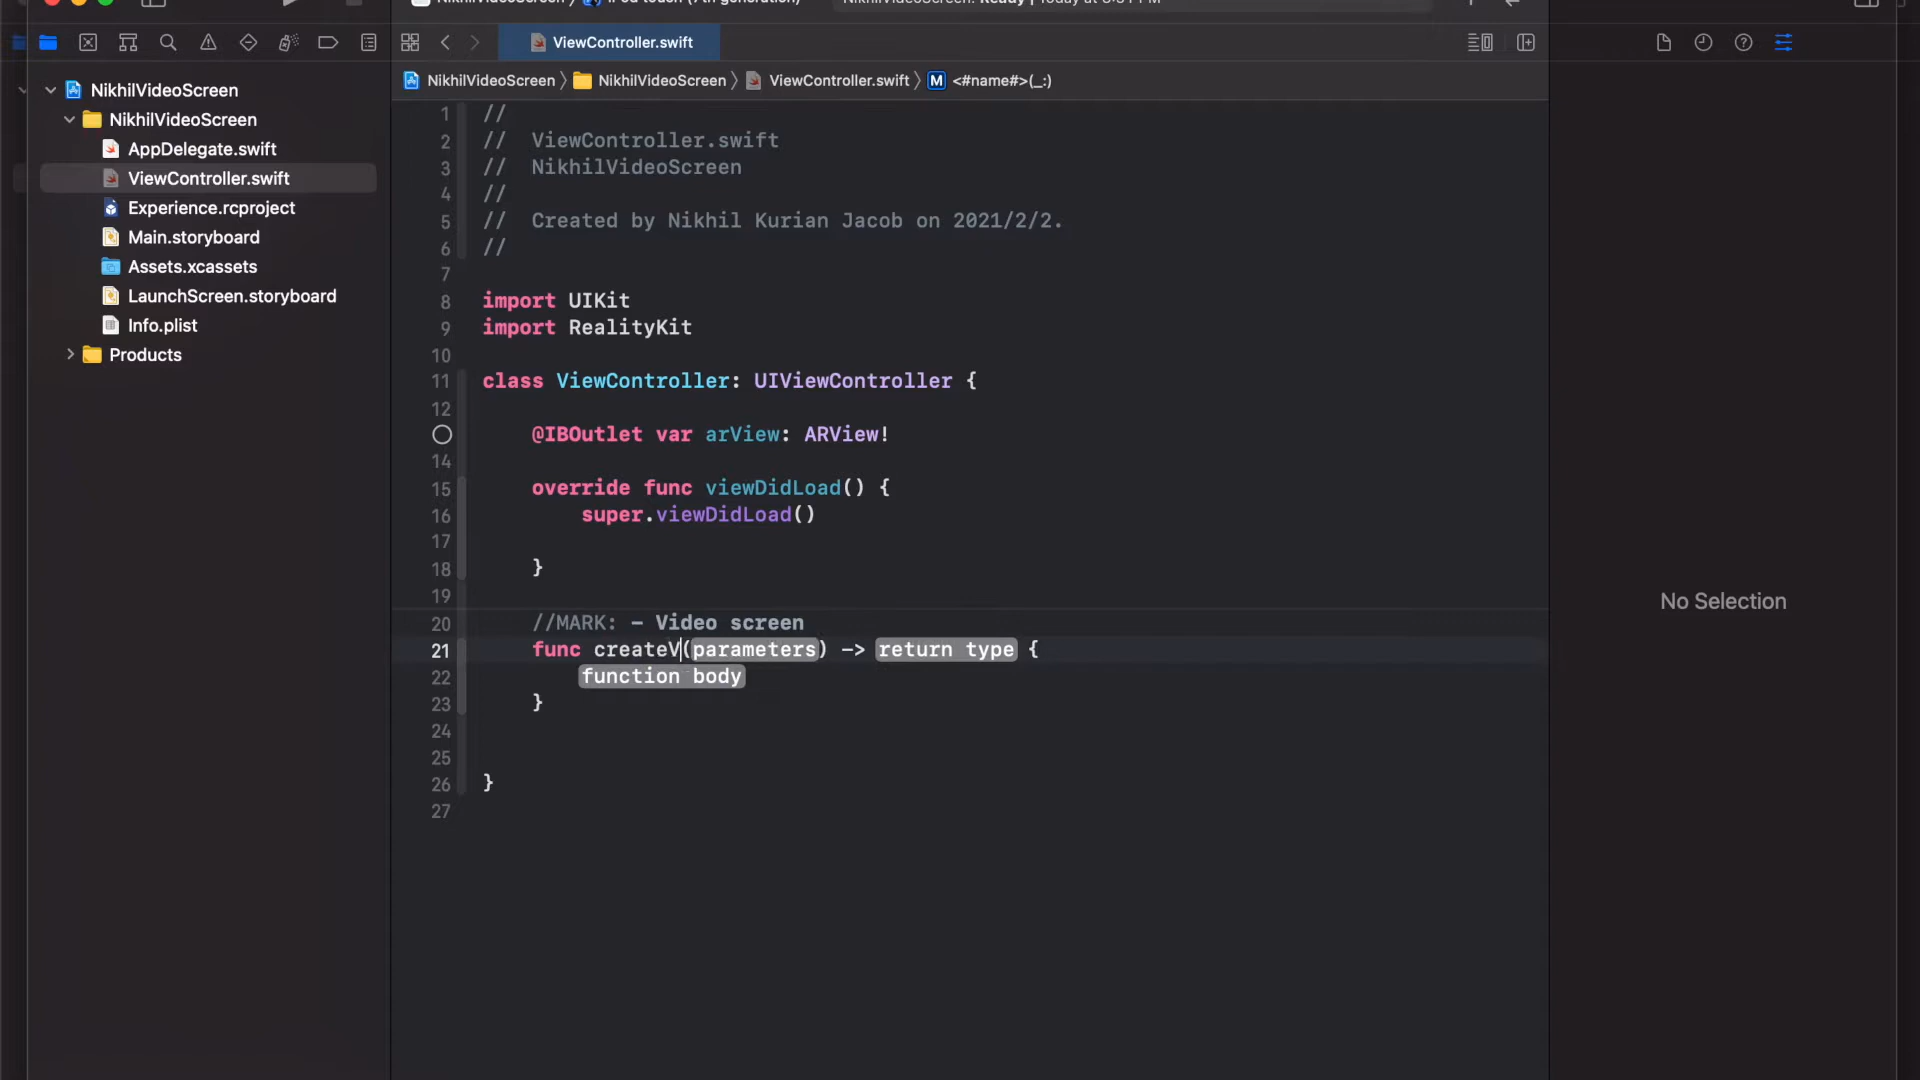 ViewController.swift
NikhilVideoScreen
NikhilVideoScreen
ViewController.swift
<#name#>(_:)
NikhilVideoScreen
NikhilVideoScreen
AppDelegate.swift
ViewController.swift
Experience.rcproject
Main.storyboard
Assets.xcassets
LaunchScreen.storyboard
Info.plist
Products
1 //
2 // ViewController.swift
3 // NikhilVideoScreen
4 //
5 // Created by Nikhil Kurian Jacob on 2021/2/2.
6 //
7
8 import UIKit
9 import RealityKit
10
11 class ViewController: UIViewController {
12
@IBOutlet var arView: ARView!
14
15 override func viewDidLoad() {
16 super.viewDidLoad()
17
18 }
19
20 //MARK: - Video screen
21 func createV(parameters) -> return type {
22 function body
23 }
24
25
26 }
27
No Selection